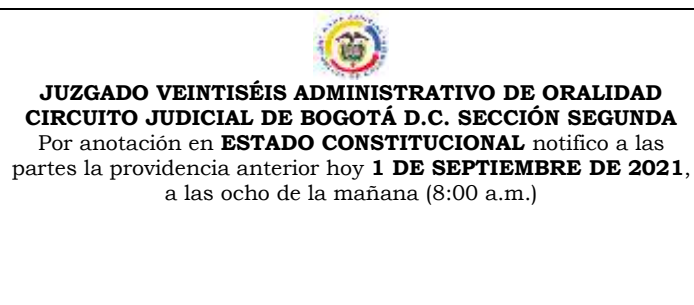 JUZGADO VEINTISÉIS ADMINISTRATIVO DE ORALIDAD
CIRCUITO JUDICIAL DE BOGOTÁ D.C. SECCIÓN SEGUNDA
Por anotación en ESTADO CONSTITUCIONAL notifico a las
partes la providencia anterior hoy 1 DE SEPTIEMBRE DE 2021,
a las ocho de la mañana (8:00 a.m.)